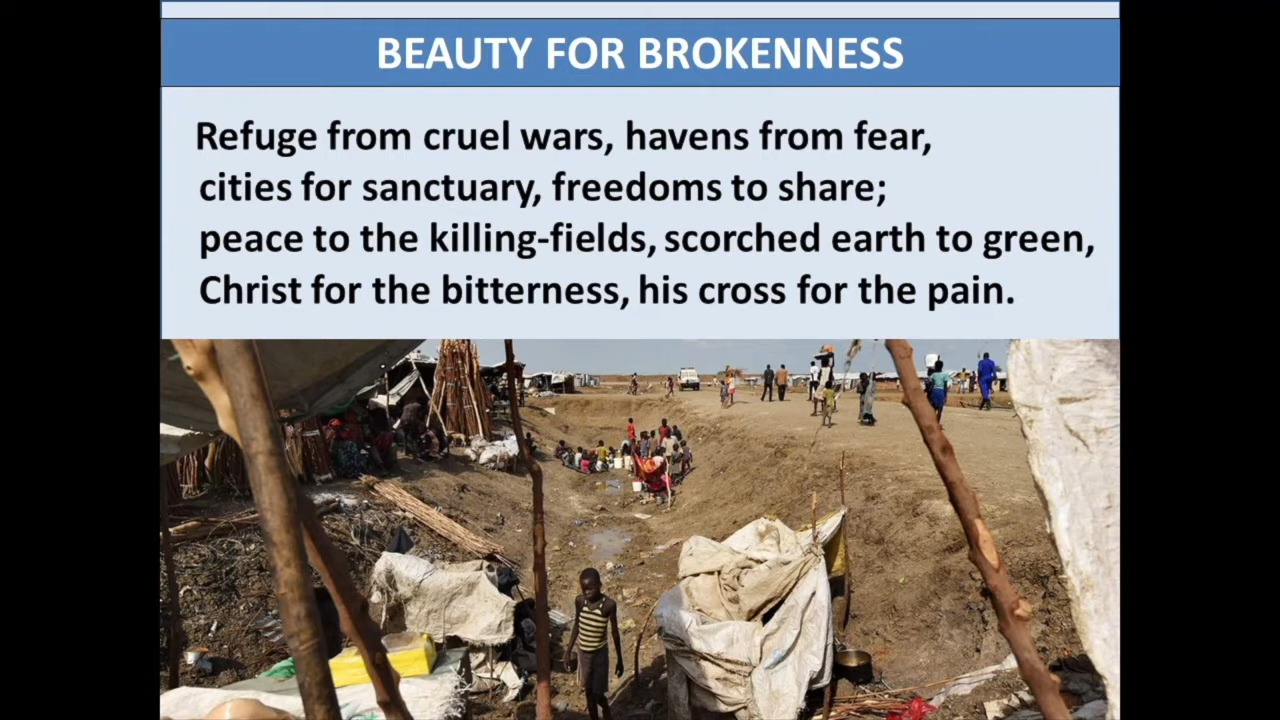 BEAUTY FOR BROKENNESS
Refuge from cruel wars, havens from fear,
cities for sanctuary, freedoms to share;
peace to the killing-fields, scorched earth to green,
Christ for the bitterness, his cross for the pain.